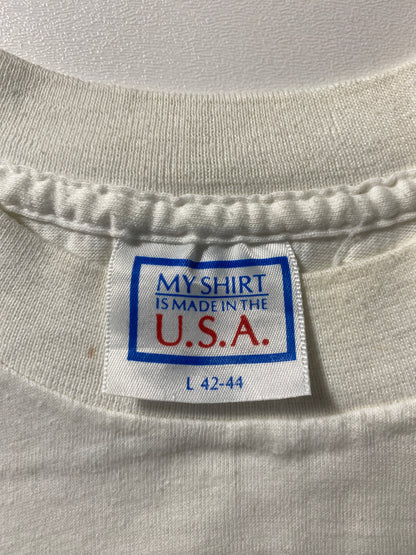 MY SHIRT
IS MADE IN THE
U.S.A.
L 42-44